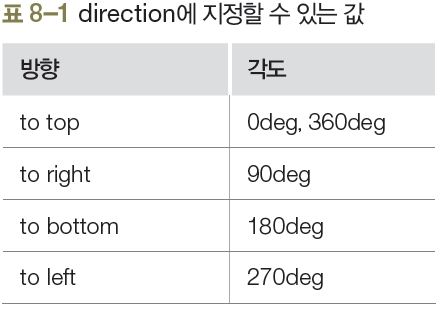 표 8-1 direction에 지정할 수 있는 값
방향 각도
to top 0deg, 360deg
to right 90deg
to bottom 180deg
to left 270deg